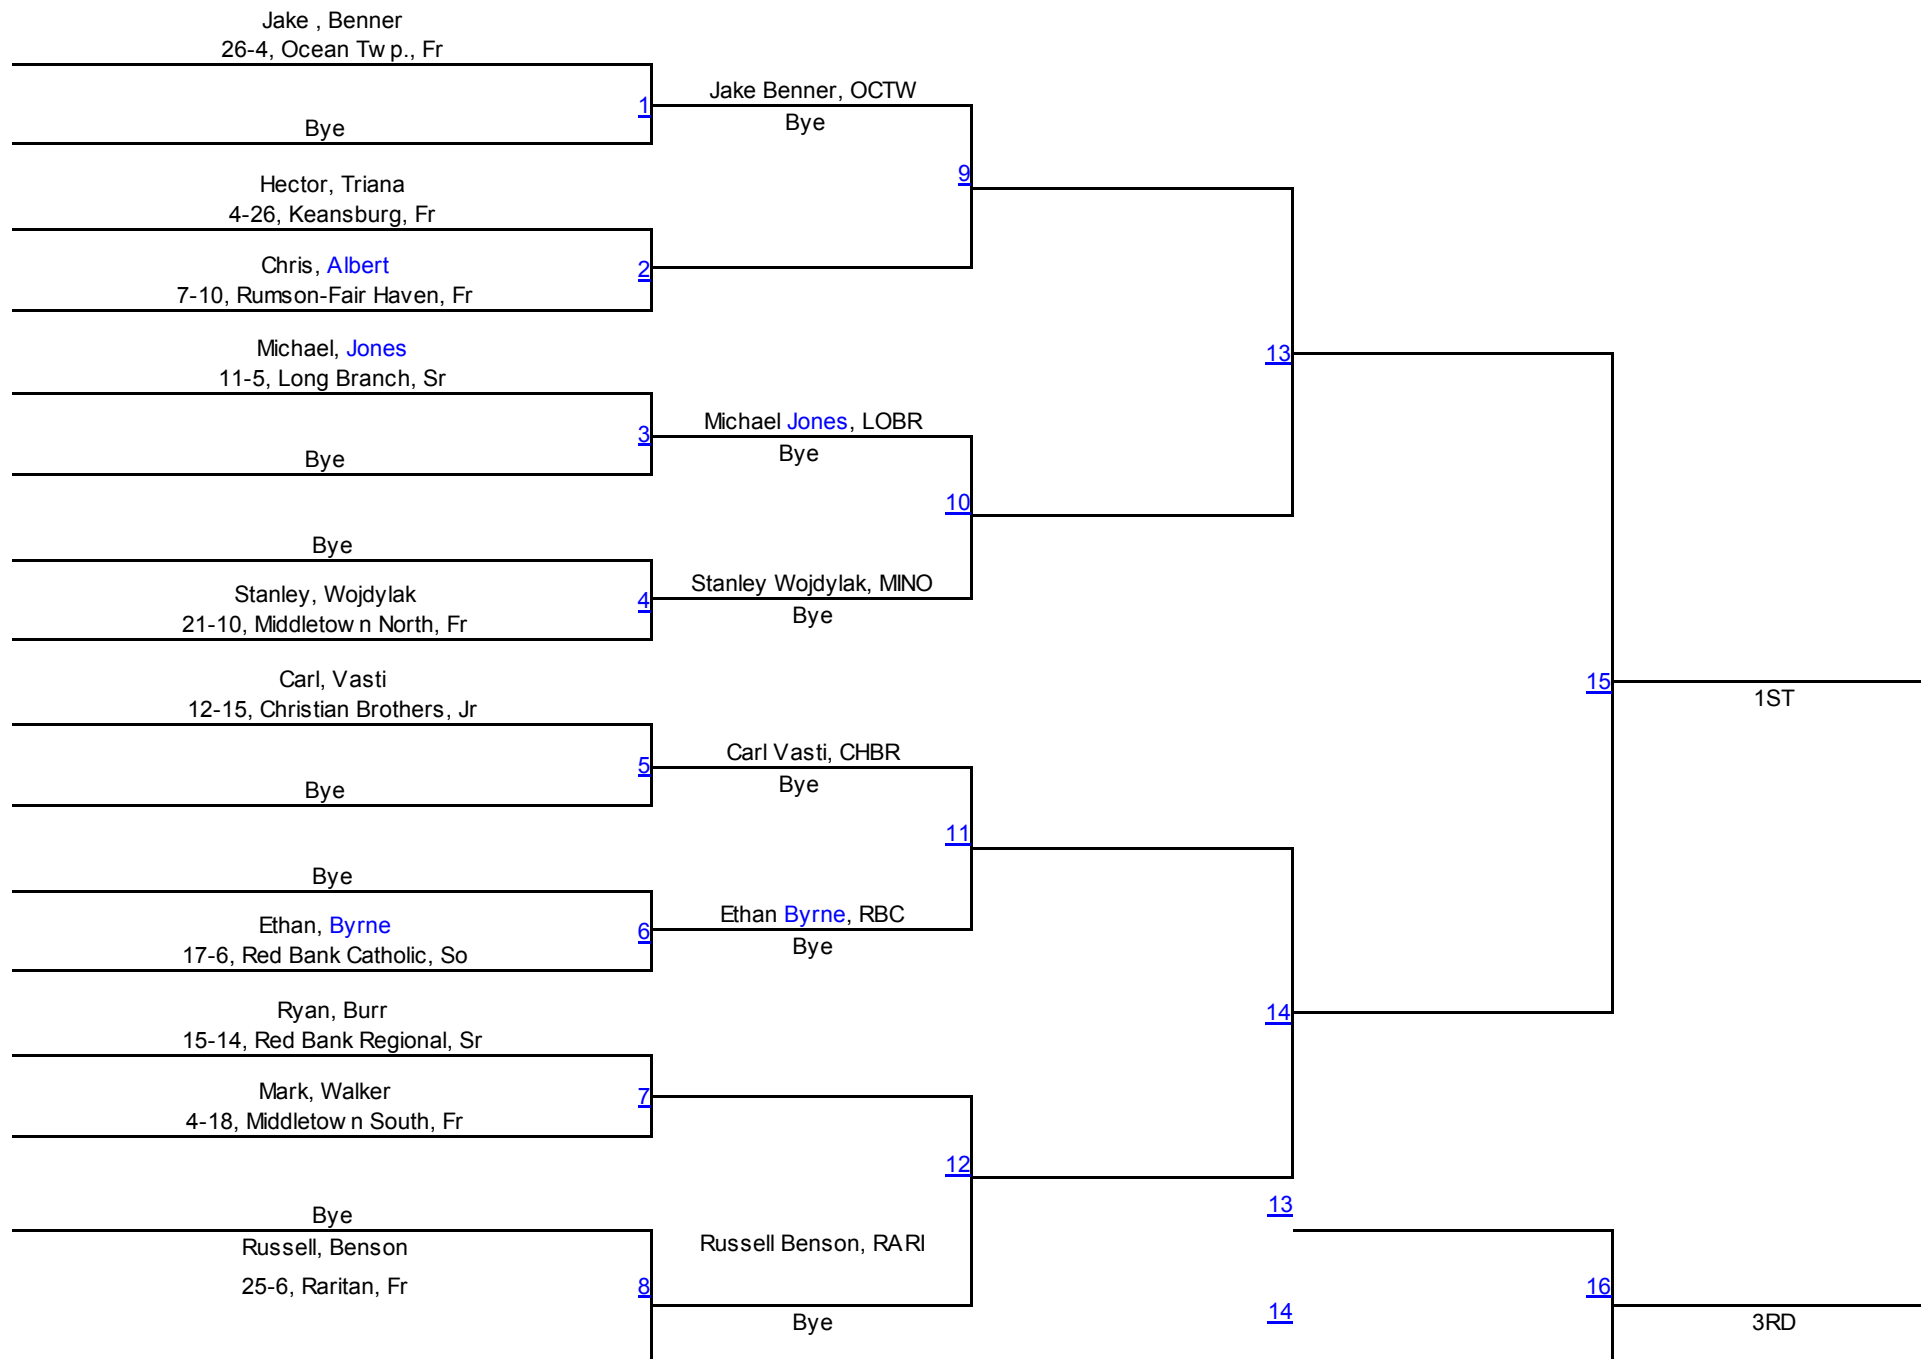 Jake , Benner
26-4, Ocean Twp., Fr
1
Jake Benner, OCTW
Bye
Bye
Hector, Triana
4-26, Keansburg, Fr
9
Chris, Albert
7-10, Rumson-Fair Haven, Fr
2
Michael, Jones
11-5, Long Branch, Sr
13
3
Michael Jones, LOBR
Bye
Bye
10
Bye
Stanley, Wojdylak
21-10, Middletown North, Fr
4
Stanley Wojdylak, MINO
Bye
Carl, Vasti
12-15, Christian Brothers, Jr
15
1ST
5
Carl Vasti, CHBR
Bye
Bye
11
Bye
Ethan, Byrne
17-6, Red Bank Catholic, So
6
Ethan Byrne, RBC
Bye
Ryan, Burr
15-14, Red Bank Regional, Sr
14
Mark, Walker
4-18, Middletown South, Fr
7
12
13
Bye
Russell, Benson
25-6, Raritan, Fr
8
Russell Benson, RARI
Bye
16
14
3RD